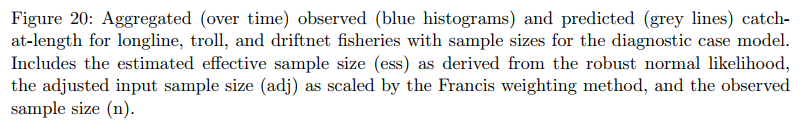 Figure 20: Aggregated (over time) observed (blue histograms) and predicted (grey lines) catch-
at-length for longline, troll, and driftnet fisheries with sample sizes for the diagnostic case model.
Includes the estimated effective sample size (ess) as derived from the robust normal likelihood,
the adjusted input sample size (adj) as scaled by the Francis weighting method, and the observed
sample size (n).